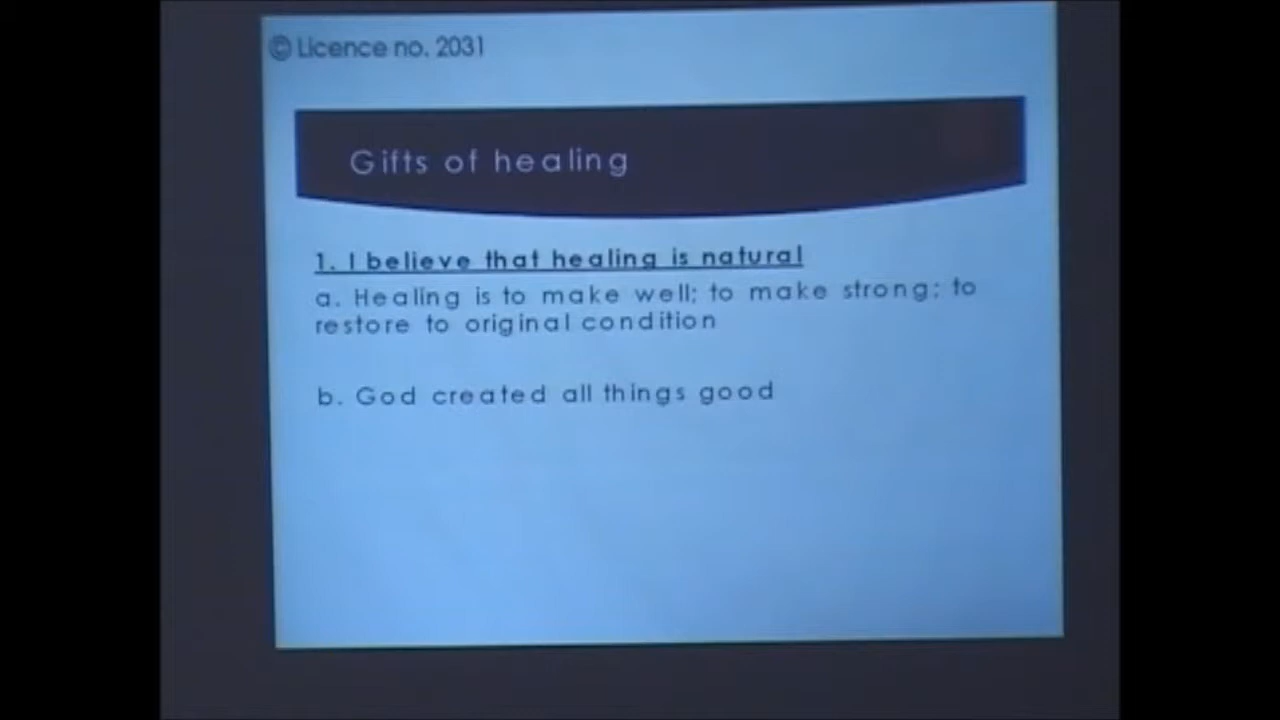 © Licence no. 2031
Gifts of healing
1. I believe that healing is natural
a. Healing is to make well; to make strong; to
restore to original condition
b. God created all things good